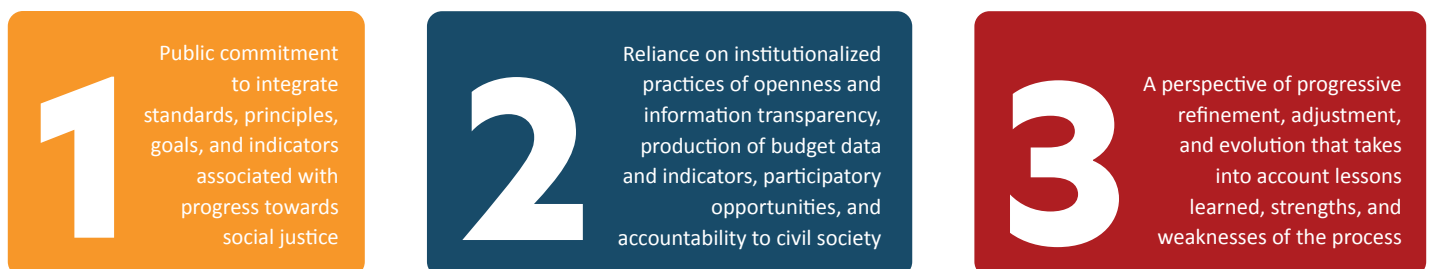 1
Public commitment
to integrate
standards, principles,
goals, and indicators
associated with
progress towards
social justice
2
Reliance on institutionalized
practices of openness and
information transparency,
production of budget data
and indicators, participatory
opportunities, and
accountability to civil society
3
A perspective of progressive
refinement, adjustment,
and evolution that takes
into account lessons
learned, strengths, and
weaknesses of the process